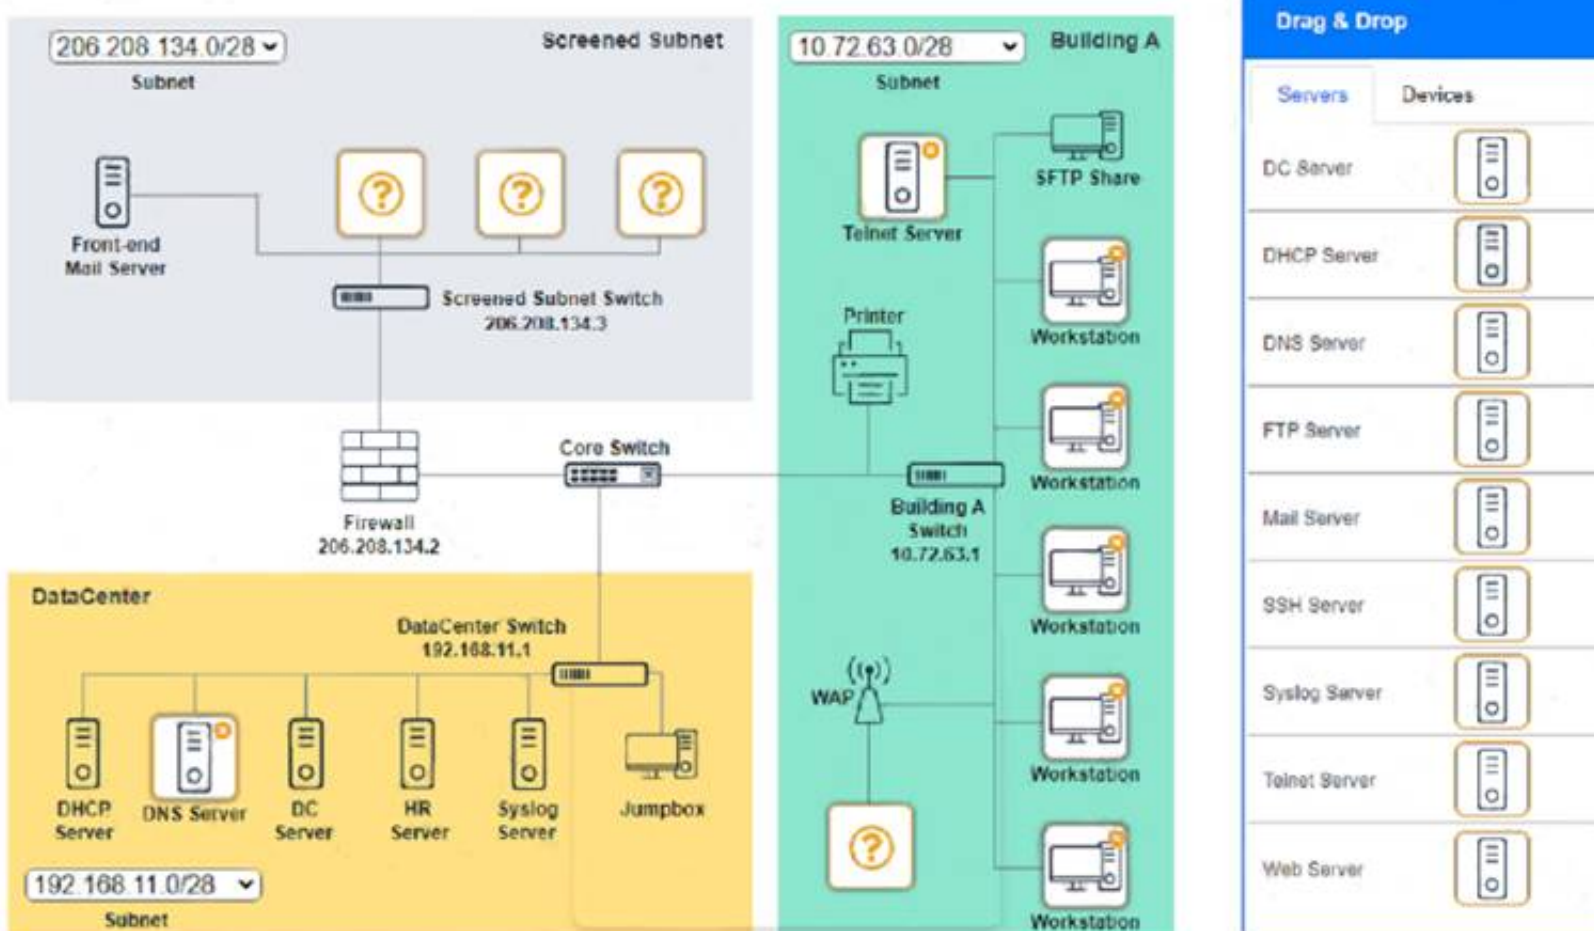 206.208.134.0/28
Subnet
Screened Subnet
Front-end
Mail Server
?
?
?
Screened Subnet Switch
206.208.134.3
Firewall
206.208.134.2
Core Switch
10.72.63.0/28
Subnet
Building A
Telnet Server
SFTP Share
Workstation
Printer
Workstation
Building A
Switch
10.72.63.1
Workstation
WAP
Workstation
?
Workstation
DataCenter
DataCenter Switch
192.168.11.1
DHCP
Server
DNS Server
DC
Server
HR
Server
Syslog
Server
Jumpbox
192.168.11.0/28
Subnet
Drag & Drop
Servers
Devices
DC Server
DHCP Server
DNS Server
FTP Server
Mail Server
SSH Server
Syslog Server
Telnet Server
Web Server